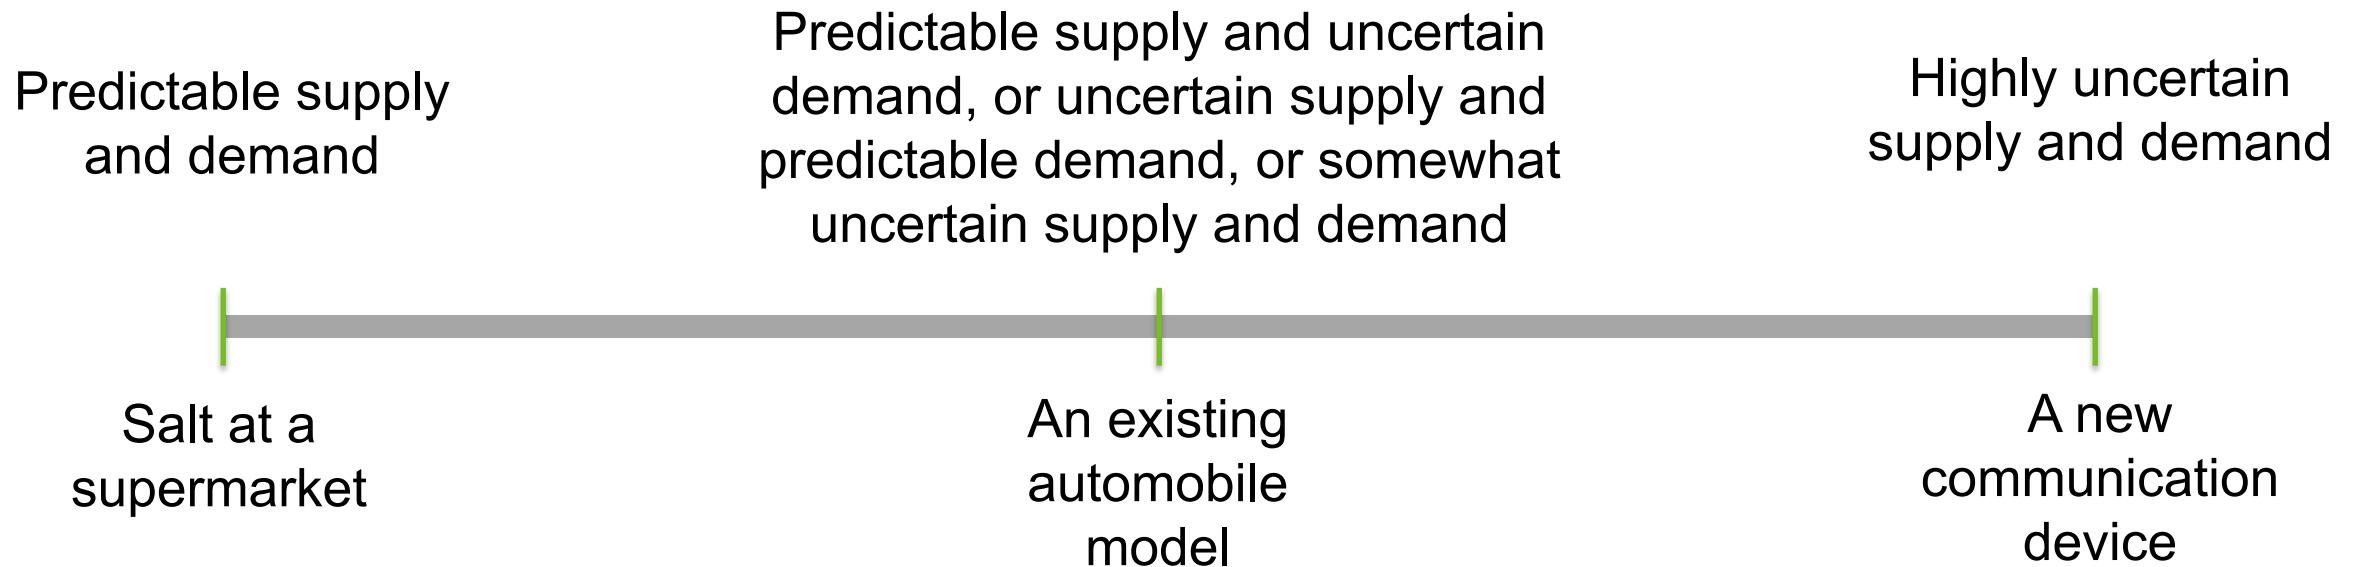 Predictable supply
and demand
Predictable supply and uncertain
demand, or uncertain supply and
predictable demand, or somewhat
uncertain supply and demand
Highly uncertain
supply and demand
Salt at a
supermarket
An existing
automobile
model
A new
communication
device